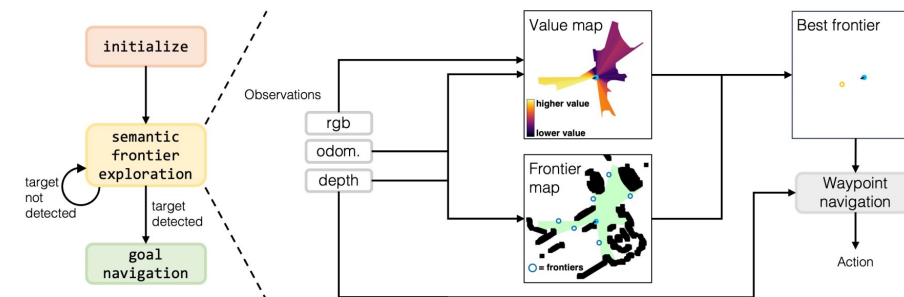 initialize
semantic
frontier
exploration
target
not
detected
target
detected
goal
navigation
Observations
rgb
odom.
depth
Value map
higher value
lower value
Frontier
map
= frontiers
Best frontier
Waypoint
navigation
Action